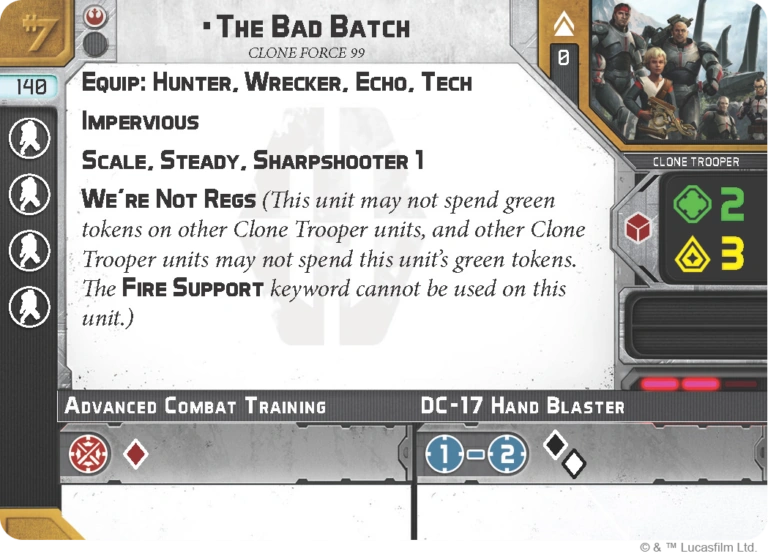 #7
•The Bad Batch
Clone Force 99
0
140
Equip: Hunter, Wrecker, Echo, Tech
Impervious
Scale, Steady, Sharpshooter 1
We're Not Regs (This unit may not spend green
tokens on other Clone Trooper units, and other Clone
Trooper units may not spend this unit's green tokens.
The Fire Support keyword cannot be used on this
unit.)
Clone Trooper
2
3
Advanced Combat Training
DC-17 Hand Blaster
1-2
© & ™ Lucasfilm Ltd.